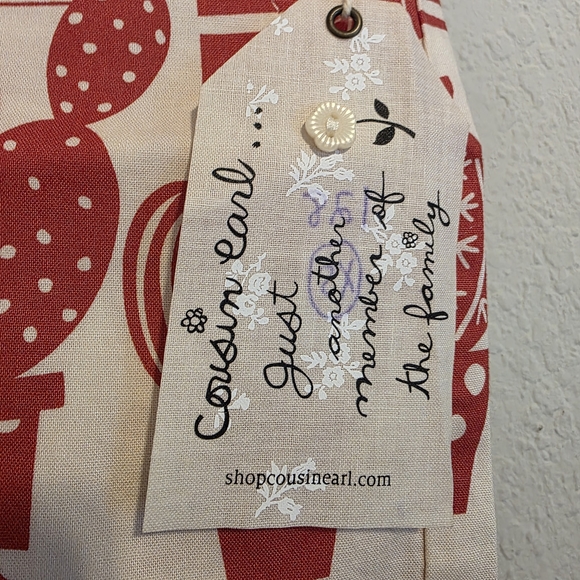 cousin earl...
just
another
member of
the family
shopcousinearl.com